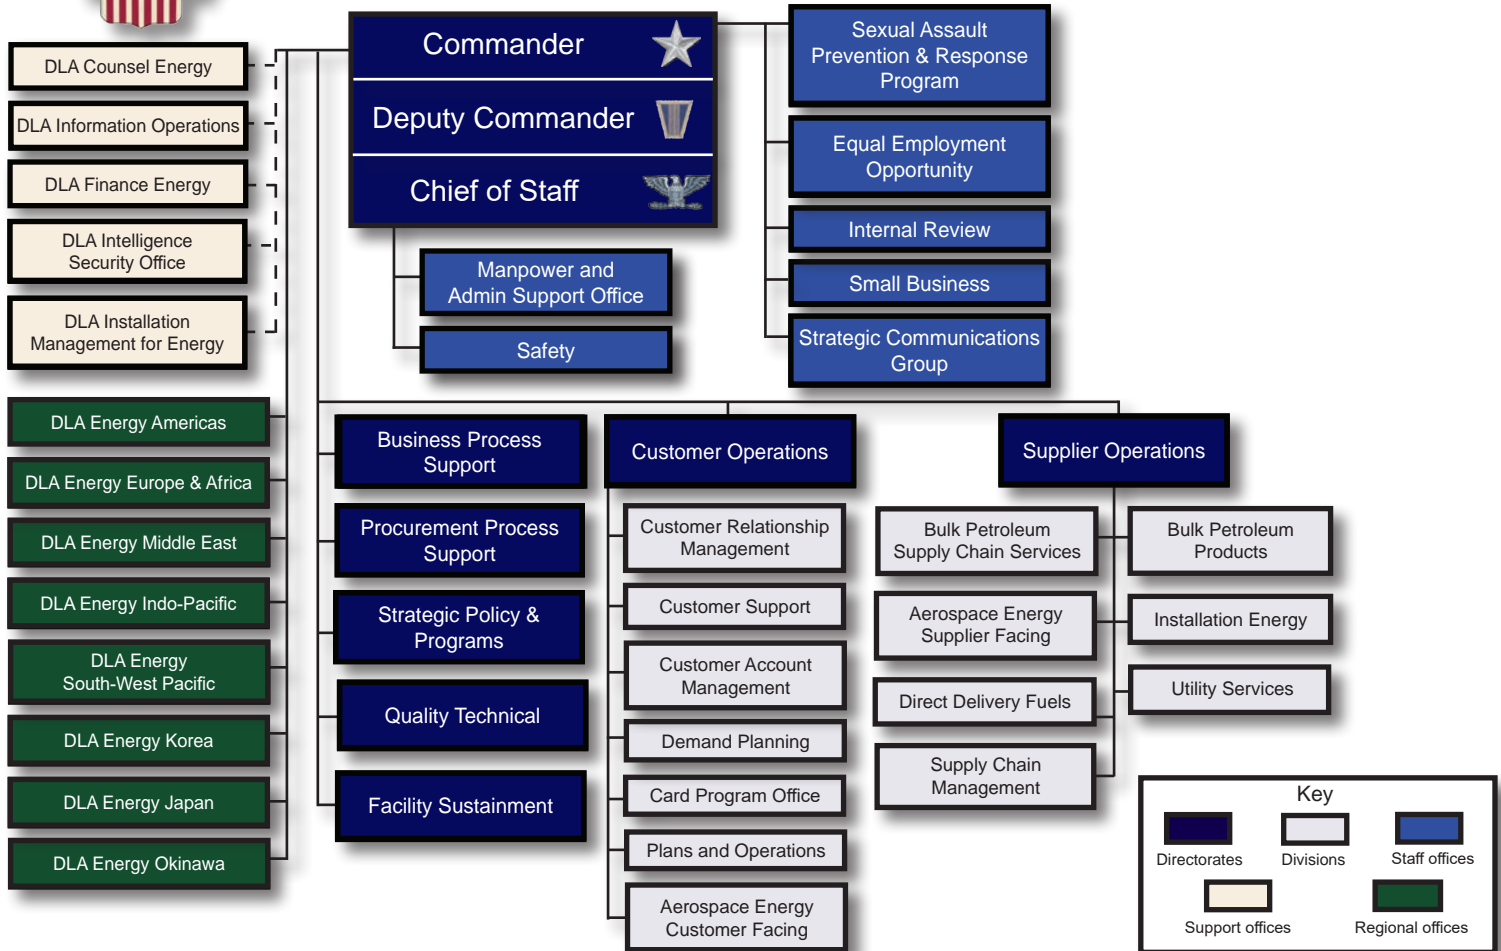 Commander
Deputy Commander
Chief of Staff
DLA Counsel Energy
DLA Information Operations
DLA Finance Energy
DLA Intelligence
Security Office
DLA Installation
Management for Energy
Manpower and
Admin Support Office
Safety
Sexual Assault
Prevention & Response
Program
Equal Employment
Opportunity
Internal Review
Small Business
Strategic Communications
Group
DLA Energy Americas
DLA Energy Europe & Africa
DLA Energy Middle East
DLA Energy Indo-Pacific
DLA Energy
South-West Pacific
DLA Energy Korea
DLA Energy Japan
DLA Energy Okinawa
Business Process
Support
Procurement Process
Support
Strategic Policy &
Programs
Quality Technical
Facility Sustainment
Customer Operations
Customer Relationship
Management
Customer Support
Customer Account
Management
Demand Planning
Card Program Office
Plans and Operations
Aerospace Energy
Customer Facing
Supplier Operations
Bulk Petroleum
Supply Chain Services
Aerospace Energy
Supplier Facing
Direct Delivery Fuels
Supply Chain
Management
Bulk Petroleum
Products
Installation Energy
Utility Services
Key
Directorates
Divisions
Staff offices
Support offices
Regional offices